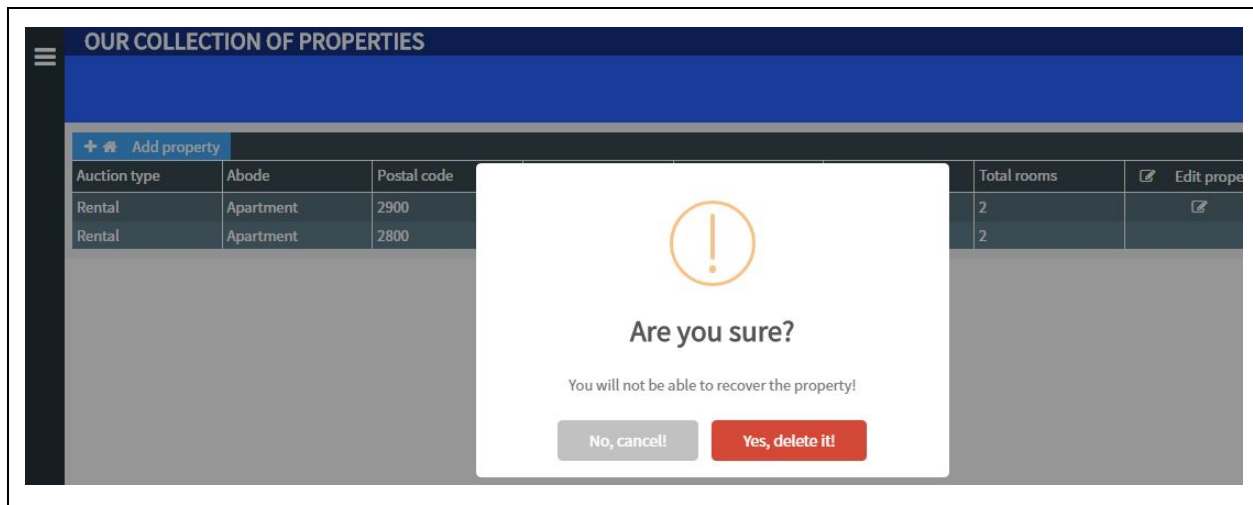 OUR COLLECTION OF PROPERTIES
Add property
Auction type Abode Postal code Total rooms Edit prope
Rental Apartment 2900 2
Rental Apartment 2800 2
Are you sure?
You will not be able to recover the property!
No, cancel! Yes, delete it!